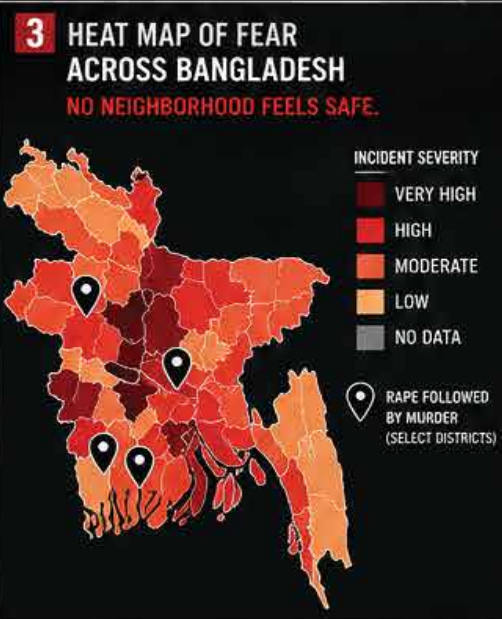 3 HEAT MAP OF FEAR
ACROSS BANGLADESH
NO NEIGHBORHOOD FEELS SAFE.
INCIDENT SEVERITY
VERY HIGH
HIGH
MODERATE
LOW
NO DATA
RAPE FOLLOWED
BY MURDER
(SELECT DISTRICTS)